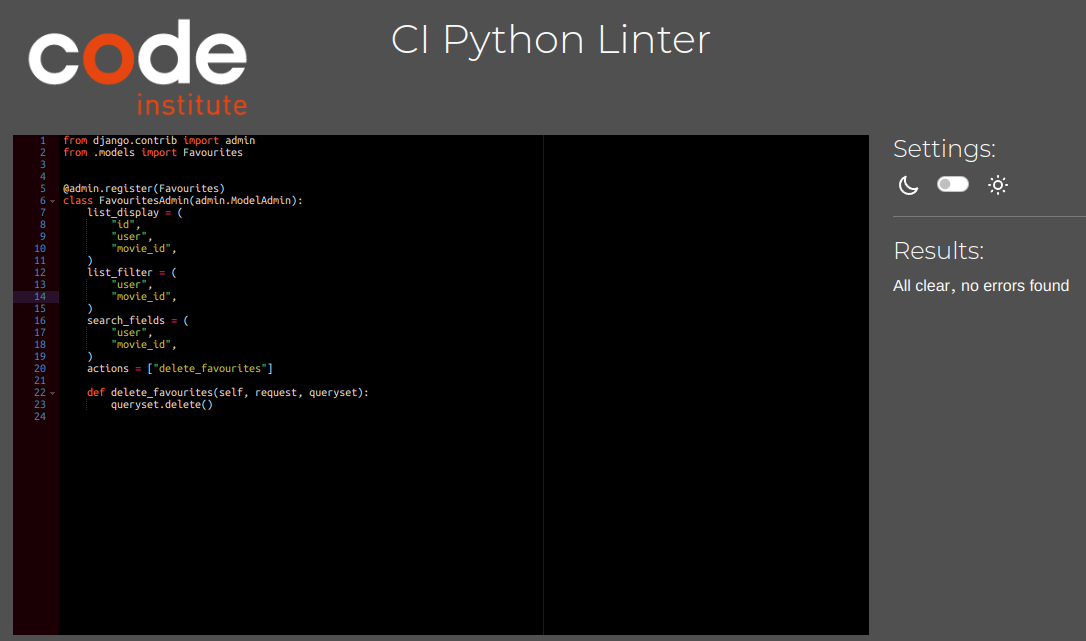 code
institute
CI Python Linter
1 from django.contrib import admin
2 from .models import Favourites
3
4
5 @admin.register(Favourites)
6 class FavouritesAdmin(admin.ModelAdmin):
7     list_display = (
8         "id",
9         "user",
10         "movie_id",
11     )
12     list_filter = (
13         "user",
14         "movie_id",
15     )
16     search_fields = (
17         "user",
18         "movie_id",
19     )
20     actions = ["delete_favourites"]
21
22     def delete_favourites(self, request, queryset):
23         queryset.delete()
24
Settings:
Results:
All clear, no errors found